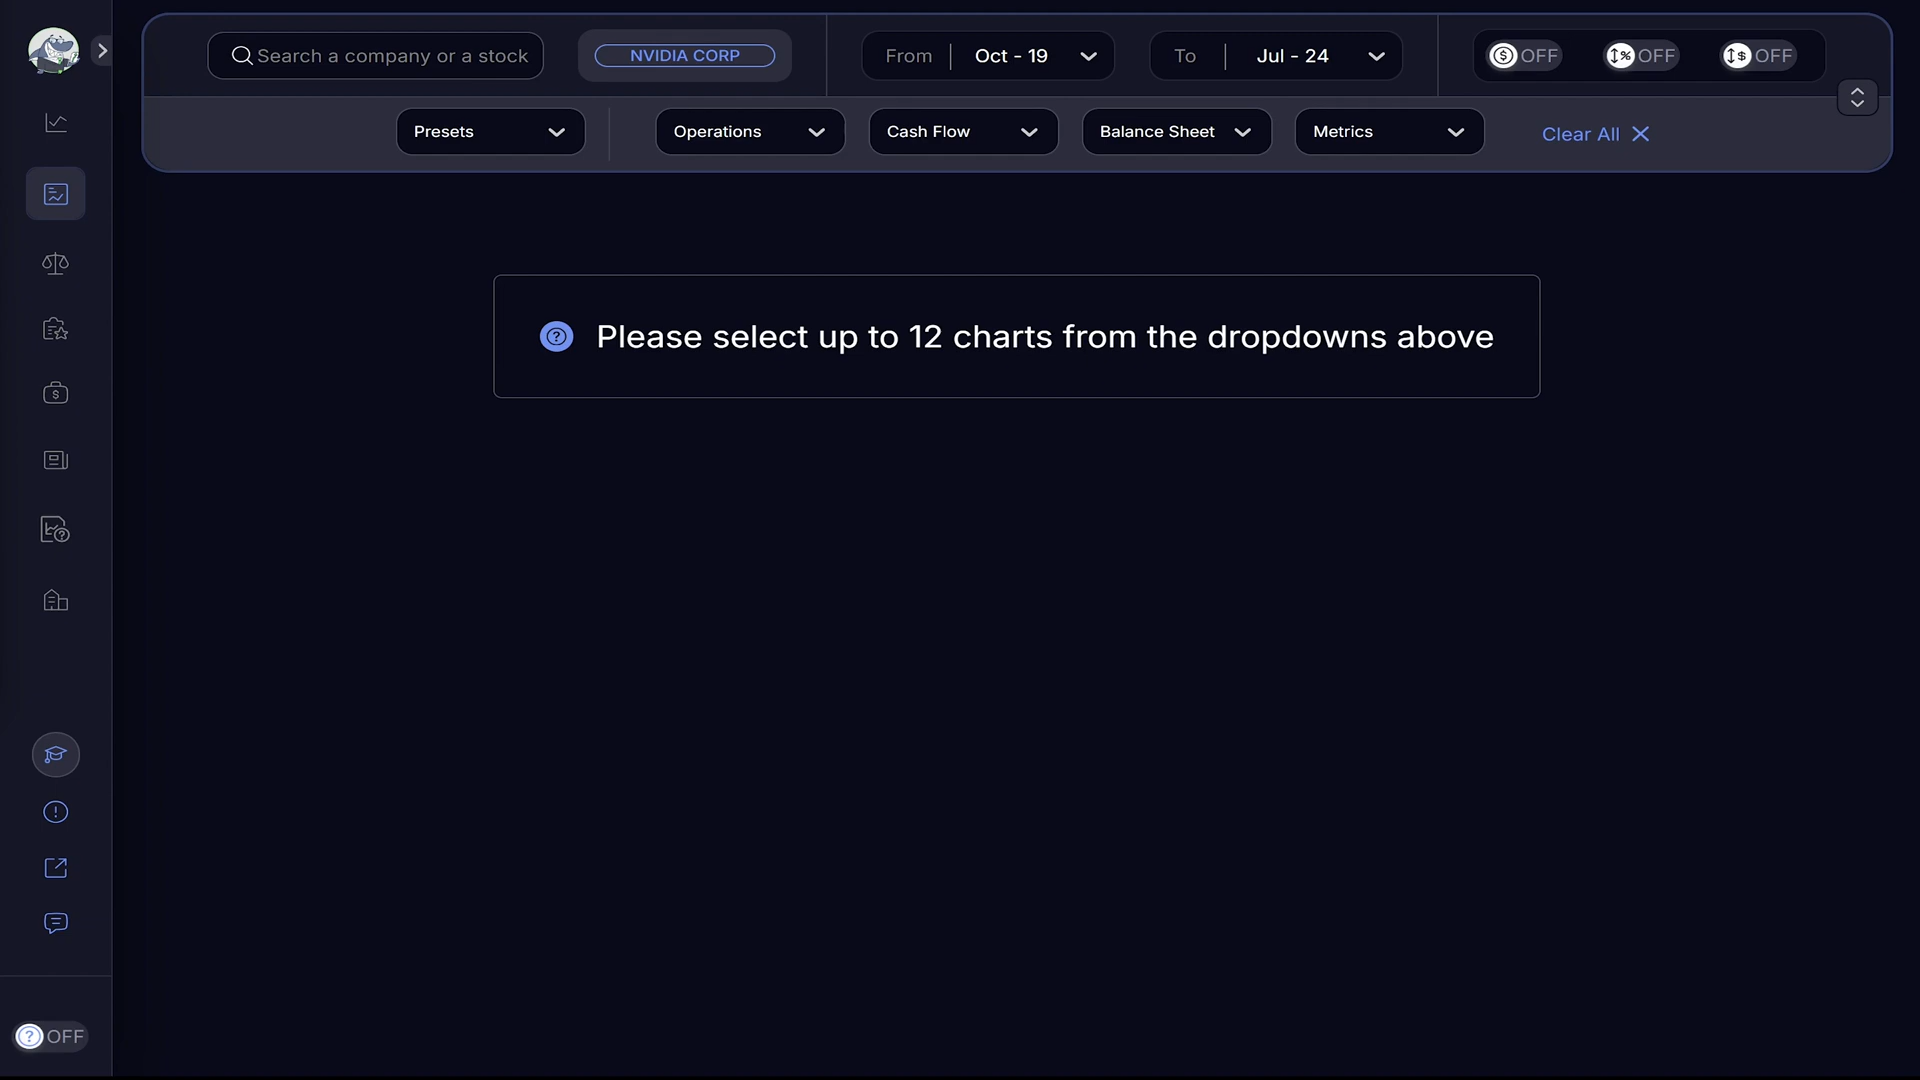 Search a company or a stock
NVIDIA CORP
From Oct - 19
To Jul - 24
$ OFF
% OFF
$ OFF
Presets
Operations
Cash Flow
Balance Sheet
Metrics
Clear All
? Please select up to 12 charts from the dropdowns above
? OFF